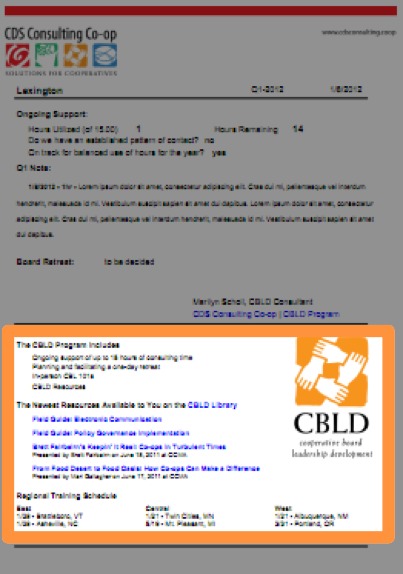 CDS Consulting Co-op
www.cdsconsulting.coop
SOLUTIONS FOR COOPERATIVES
Lexington Q1-2012 1/6/2012
Ongoing Support:
Hours Utilized (of 15.00) 1 Hours Remaining 14
Do we have an established pattern of contact? no
On track for balanced use of hours for the year? yes
Q1 Note:
1/6/2012 - 1hr - Lorem ipsum dolor sit amet, consectetur adipiscing elit. Cras dui mi, pellentesque vel interdum
hendrerit, malesuada id mi. Vestibulum suscipit sapien sit amet dui dapibus. Lorem ipsum dolor sit amet, consectetur
adipiscing elit. Cras dui mi, pellentesque vel interdum hendrerit, malesuada id mi. Vestibulum suscipit sapien sit amet
dui dapibus.
Board Retreat: to be decided
Marilyn Scholl, CBLD Consultant
CDS Consulting Co-op | CBLD Program
The CBLD Program Includes
Ongoing support of up to 15 hours of consulting time
Planning and facilitating a one-day retreat
In-person CBL 101s
CBLD Resources
The Newest Resources Available to You on the CBLD Library
Field Guide: Electronic Communication
Field Guide: Policy Governance Implementation
Brett Fairbairn's Keepin' It Real: Co-ops in Turbulent Times
Presented by Brett Fairbairn on June 18, 2011 at CCMA
From Food Desert to Food Oasis: How Co-ops Can Make a Difference
Presented by Mari Gallagher on June 17, 2011 at CCMA
CBLD
cooperative board
leadership development
Regional Training Schedule
East Central West
1/28 - Brattleboro, VT 1/21 - Twin Cities, MN 1/21 - Albuquerque, NM
1/28 - Asheville, NC 5/19 - Mt. Pleasant, MI 3/31 - Portland, OR